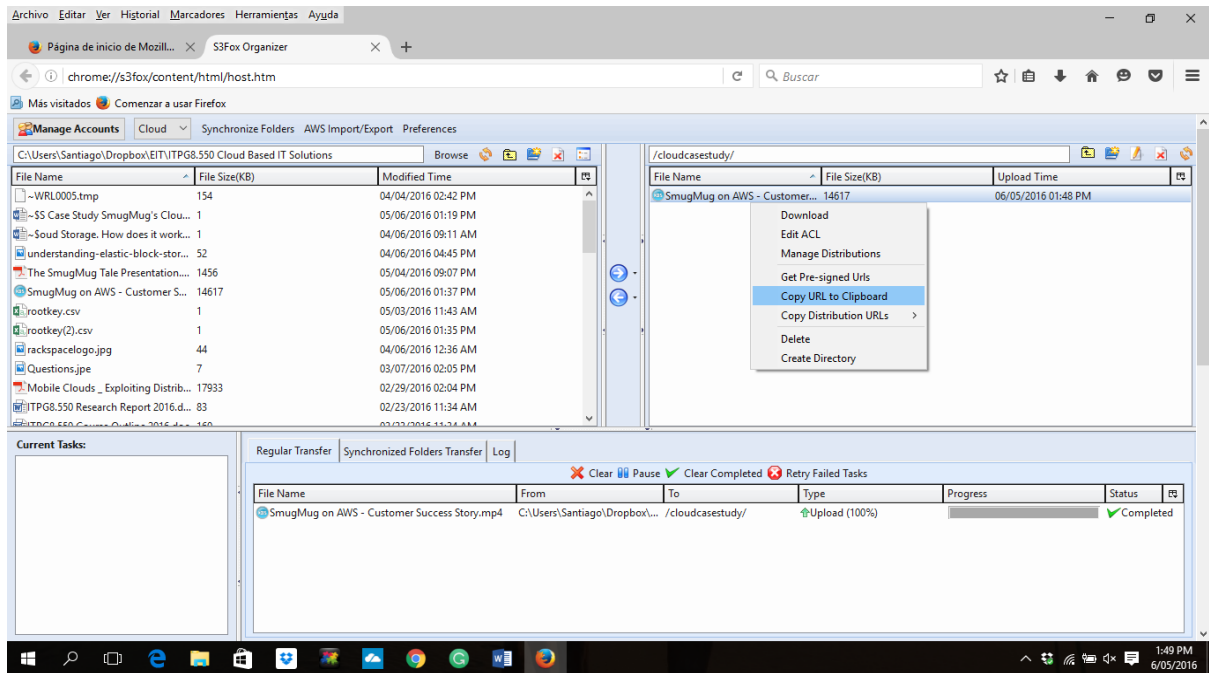 Archivo Editar Ver Historial Marcadores Herramientas Ayuda
Página de inicio de Mozill...
S3Fox Organizer
chrome://s3fox/content/html/host.htm
Buscar
Más visitados Comenzar a usar Firefox
Manage Accounts Cloud Synchronize Folders AWS Import/Export Preferences
C:\Users\Santiago\Dropbox\EIT\ITPG8.550 Cloud Based IT Solutions Browse
File Name File Size(KB) Modified Time
~WRL0005.tmp 154 04/04/2016 02:42 PM
~$S Case Study SmugMug's Clou... 1 05/06/2016 01:19 PM
~$oud Storage. How does it work... 1 04/06/2016 09:11 AM
understanding-elastic-block-stor... 52 04/06/2016 04:45 PM
The SmugMug Tale Presentation.... 1456 05/04/2016 09:07 PM
SmugMug on AWS - Customer S... 14617 05/06/2016 01:37 PM
rootkey.csv 1 05/03/2016 11:43 AM
rootkey(2).csv 1 05/06/2016 01:35 PM
rackspacelogo.jpg 44 04/06/2016 12:36 AM
Questions.jpe 7 03/07/2016 02:05 PM
Mobile Clouds _ Exploiting Distrib... 17933 02/29/2016 02:04 PM
ITPG8.550 Research Report 2016.d... 83 02/23/2016 11:34 AM
ITPG8.550 Course Outline 2016.doc 160 02/23/2016 11:34 AM
/cloudcasestudy/
File Name File Size(KB) Upload Time
SmugMug on AWS - Customer... 14617 06/05/2016 01:48 PM
Download
Edit ACL
Manage Distributions
Get Pre-signed Urls
Copy URL to Clipboard
Copy Distribution URLs
Delete
Create Directory
Current Tasks:
Regular Transfer Synchronized Folders Transfer Log
Clear Pause Clear Completed Retry Failed Tasks
File Name From To Type Progress Status
SmugMug on AWS - Customer Success Story.mp4 C:\Users\Santiago\Dropbox\... /cloudcasestudy/ Upload (100%) Completed
1:49 PM
6/05/2016